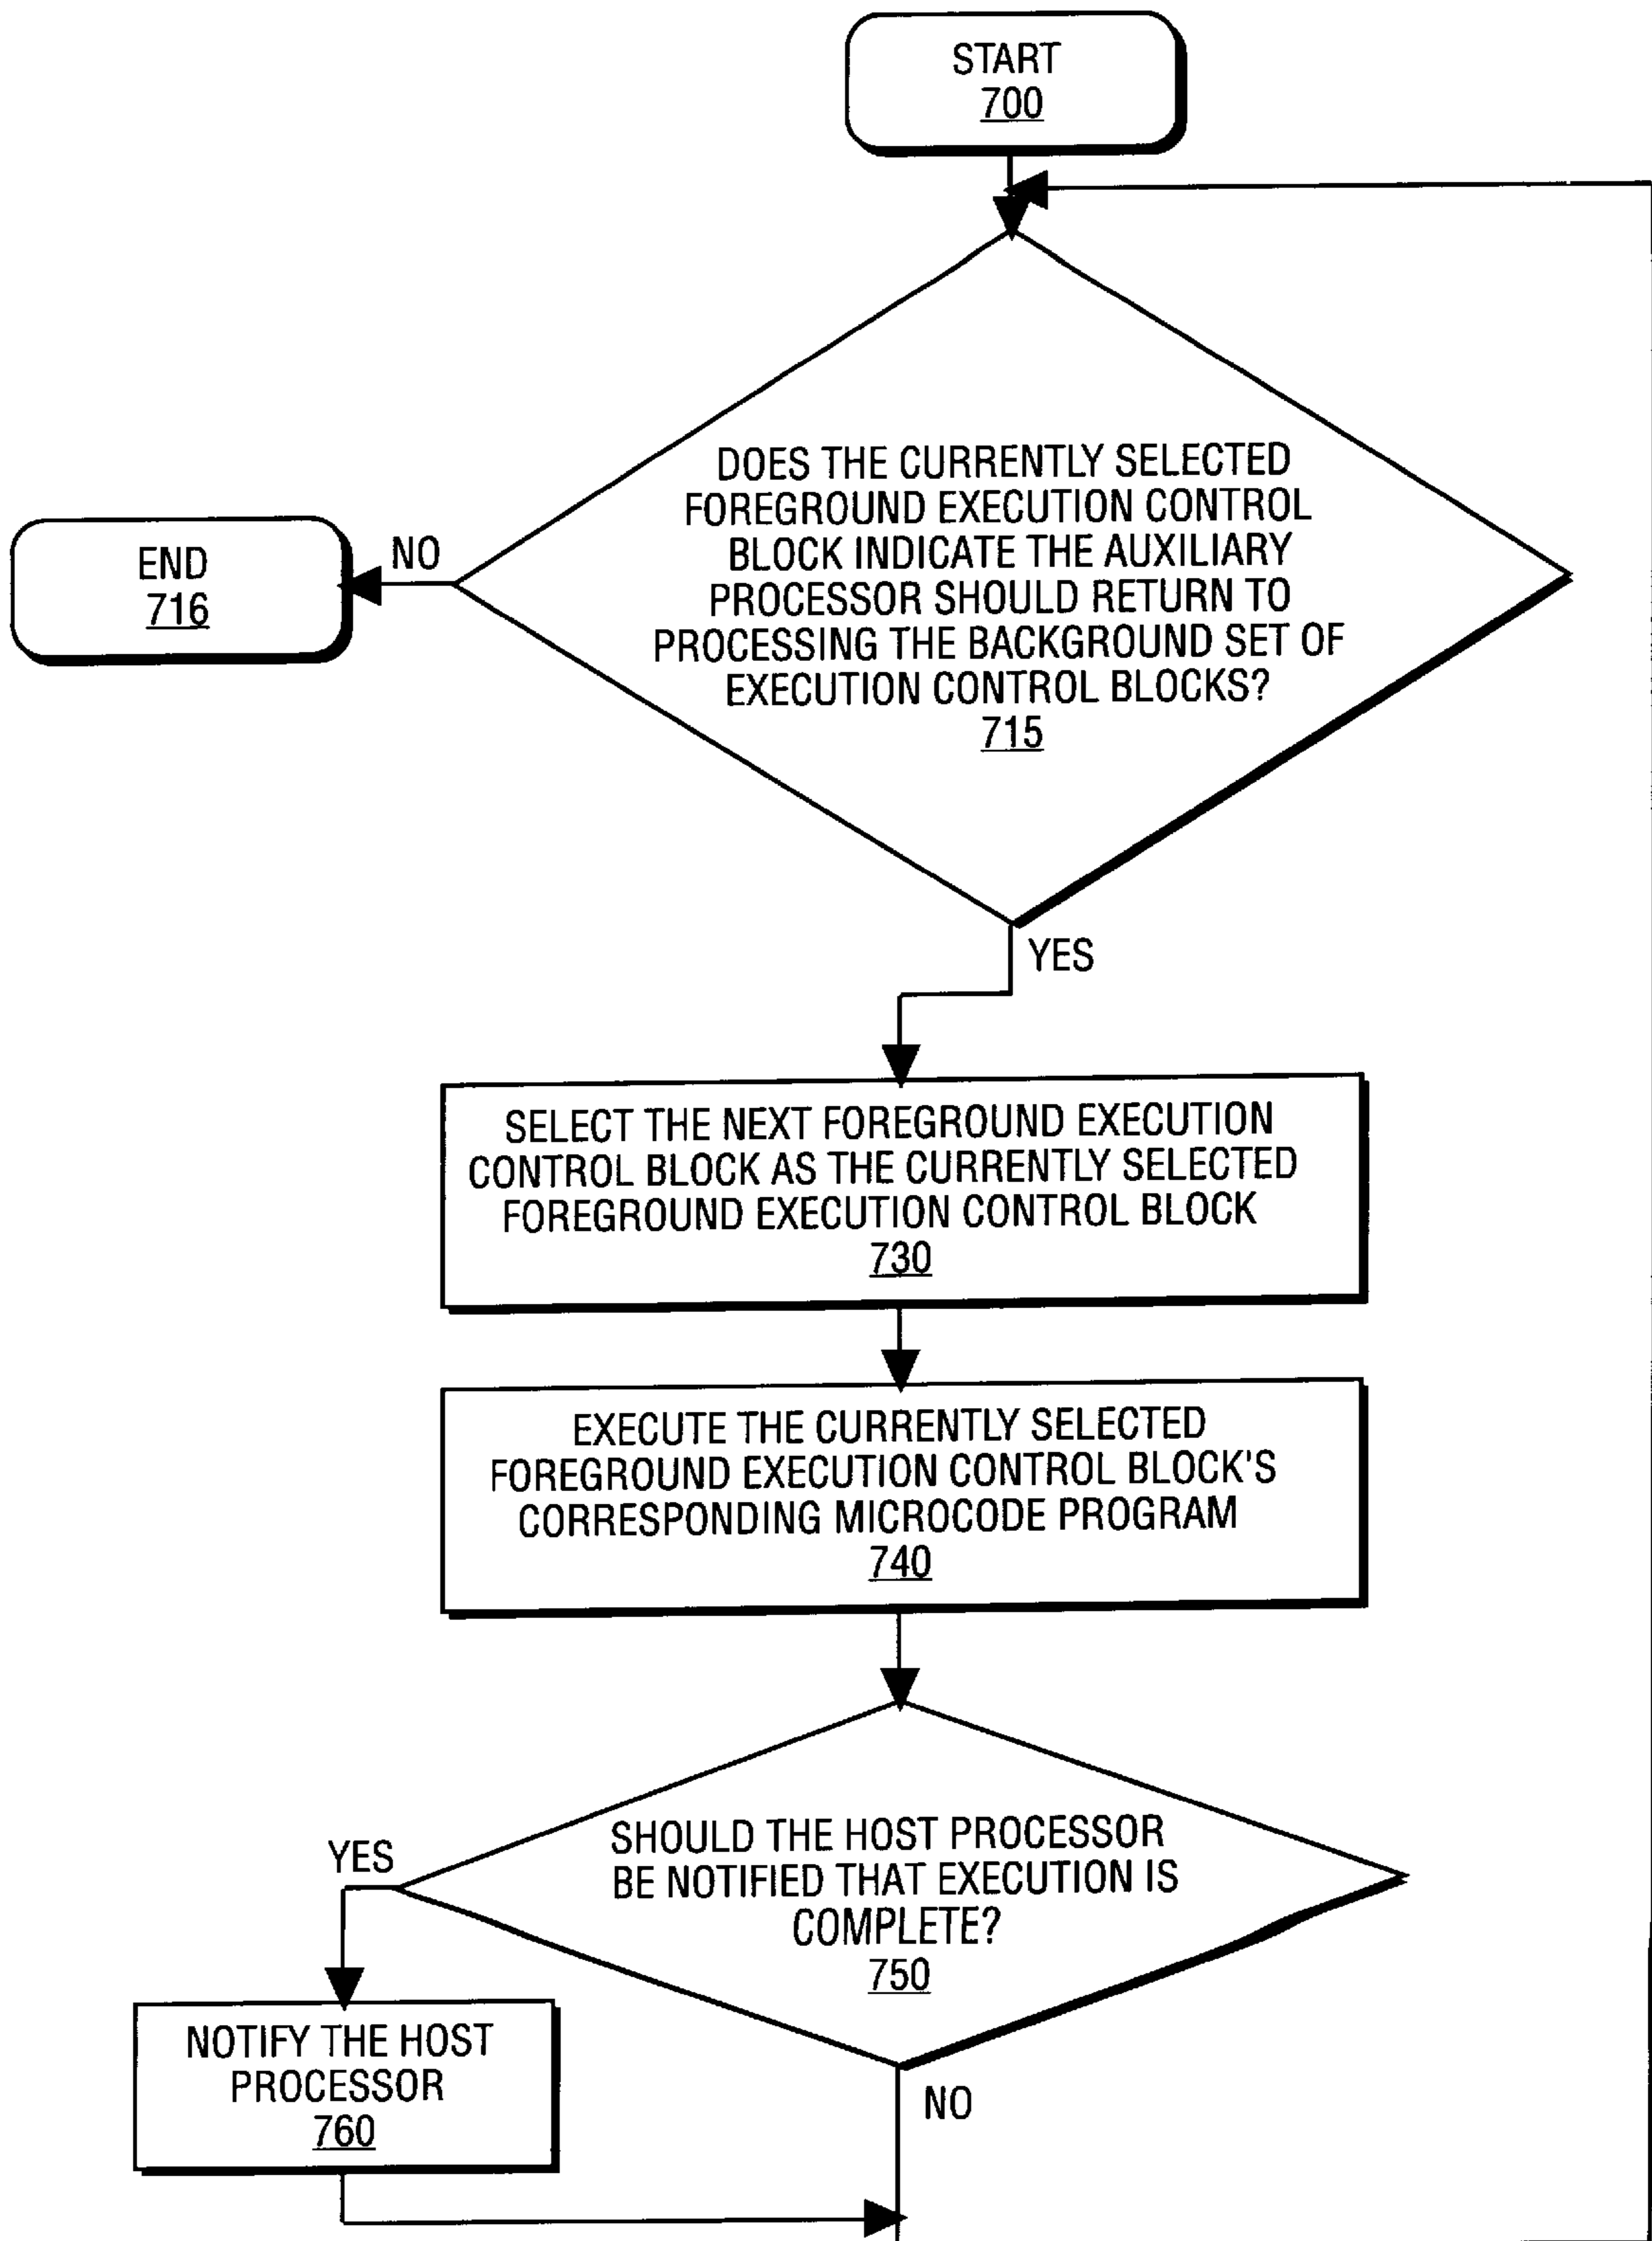 START
700
DOES THE CURRENTLY SELECTED
FOREGROUND EXECUTION CONTROL
BLOCK INDICATE THE AUXILIARY
PROCESSOR SHOULD RETURN TO
PROCESSING THE BACKGROUND SET OF
EXECUTION CONTROL BLOCKS?
715
NO
END
716
YES
SELECT THE NEXT FOREGROUND EXECUTION
CONTROL BLOCK AS THE CURRENTLY SELECTED
FOREGROUND EXECUTION CONTROL BLOCK
730
EXECUTE THE CURRENTLY SELECTED
FOREGROUND EXECUTION CONTROL BLOCK'S
CORRESPONDING MICROCODE PROGRAM
740
SHOULD THE HOST PROCESSOR
BE NOTIFIED THAT EXECUTION IS
COMPLETE?
750
YES
NOTIFY THE HOST
PROCESSOR
760
NO